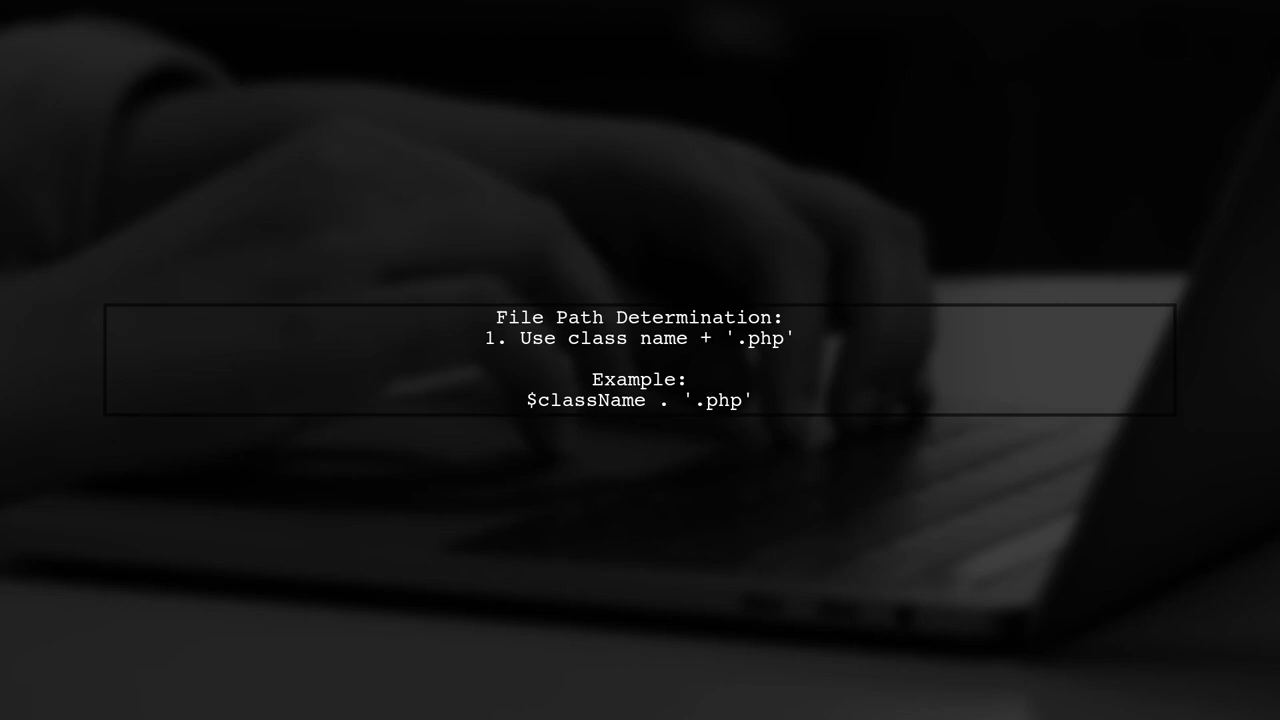 File Path Determination:
1. Use class name + '.php'
Example:
$className . '.php'